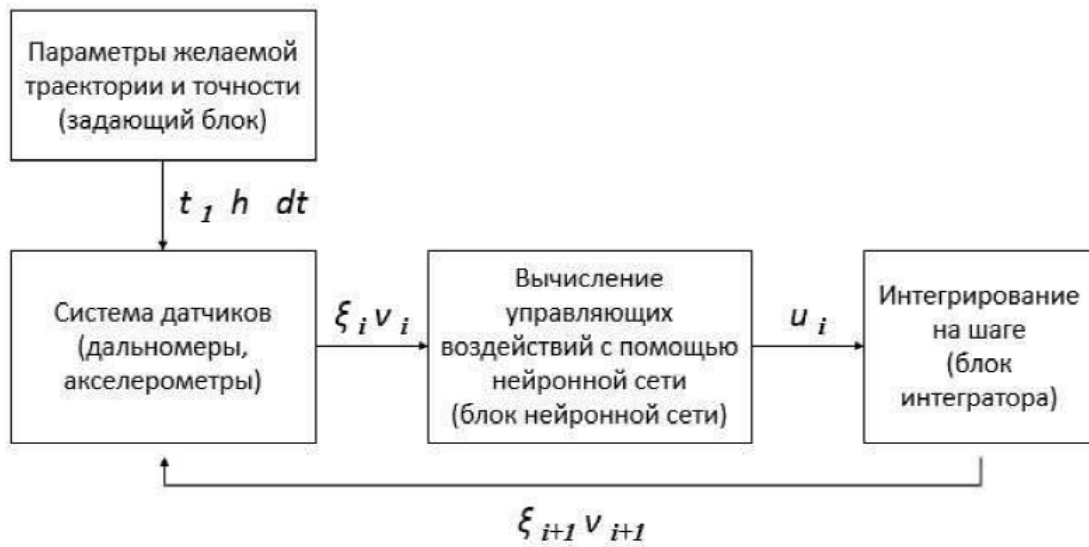 Параметры желаемой
траектории и точности
(задающий блок)
t 1 h dt
Система датчиков
(дальномеры,
акселерометры)
ξ i v i
Вычисление
управляющих
воздействий с помощью
нейронной сети
(блок нейронной сети)
u i
Интегрирование
на шаге
(блок
интегратора)
ξ i+1 v i+1